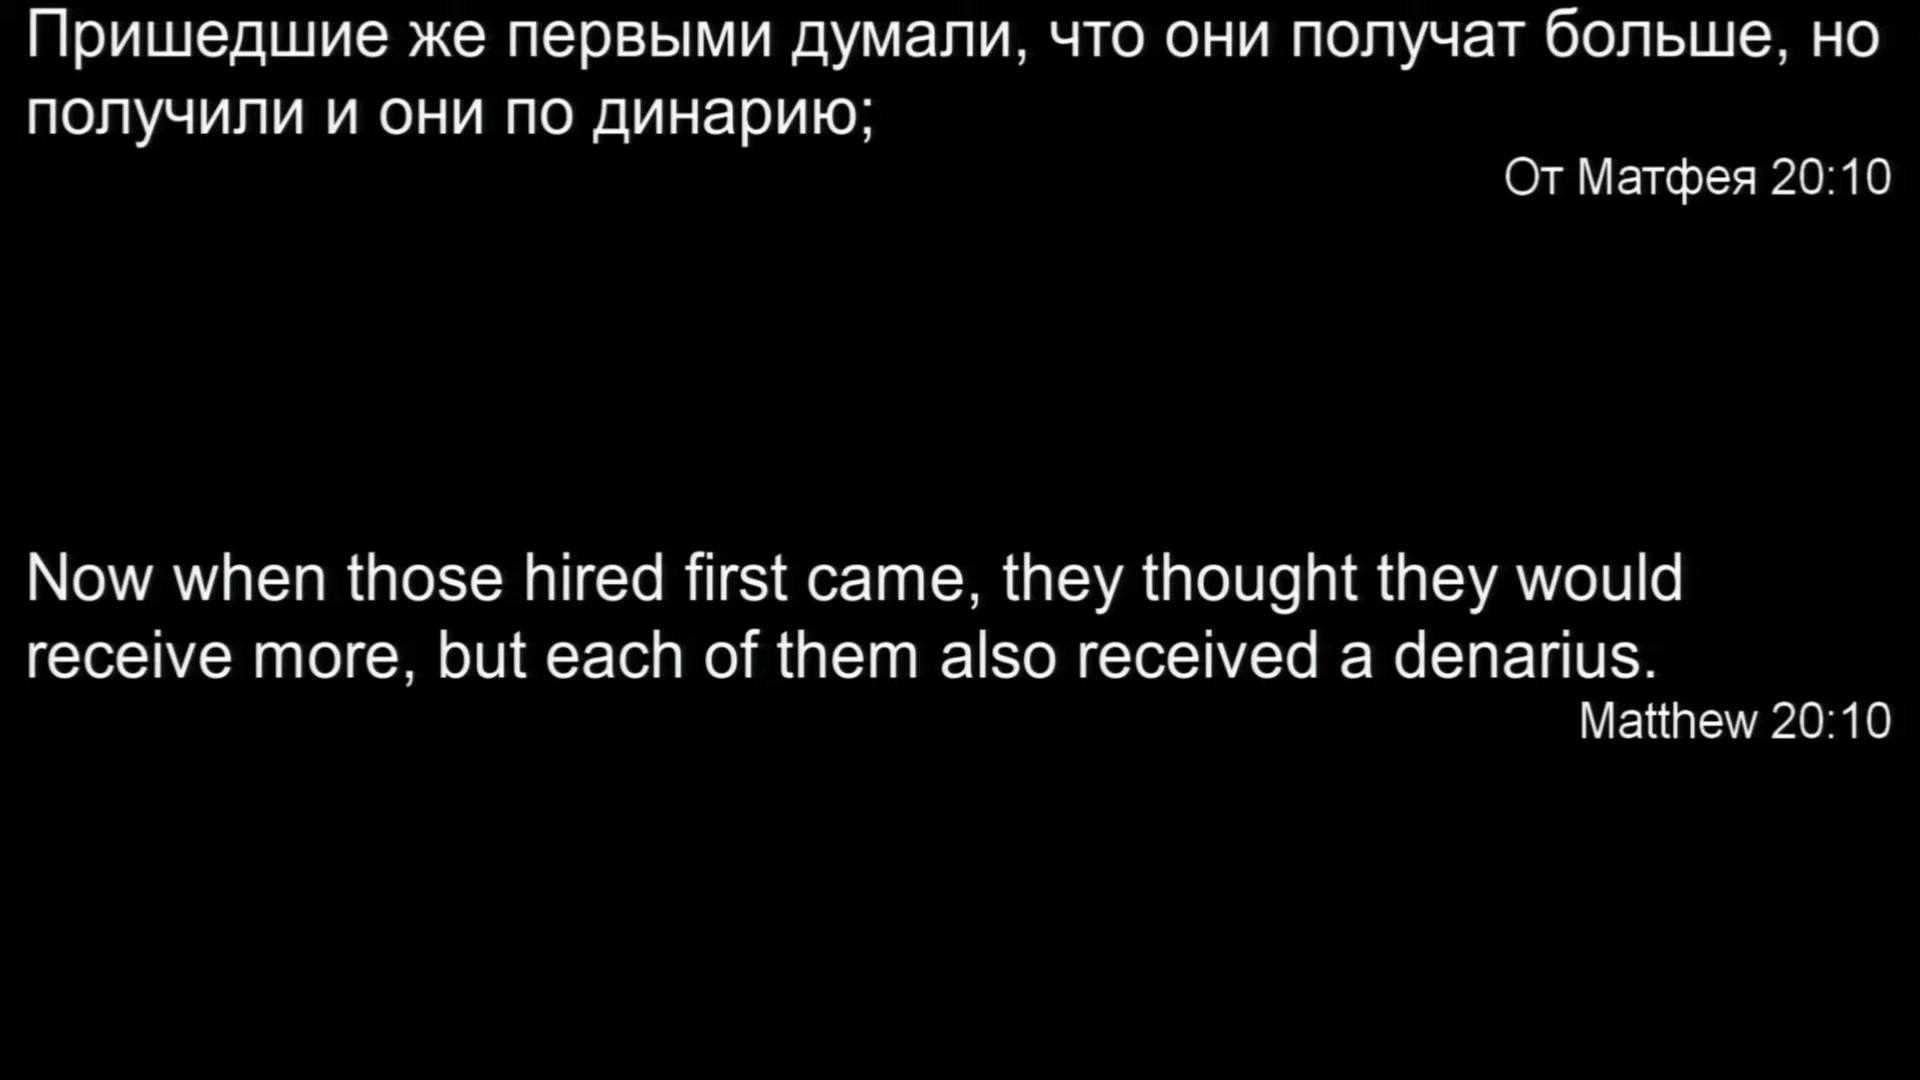 Пришедшие же первыми думали, что они получат больше, но
получили и они по динарию;
От Матфея 20:10
Now when those hired first came, they thought they would
receive more, but each of them also received a denarius.
Matthew 20:10